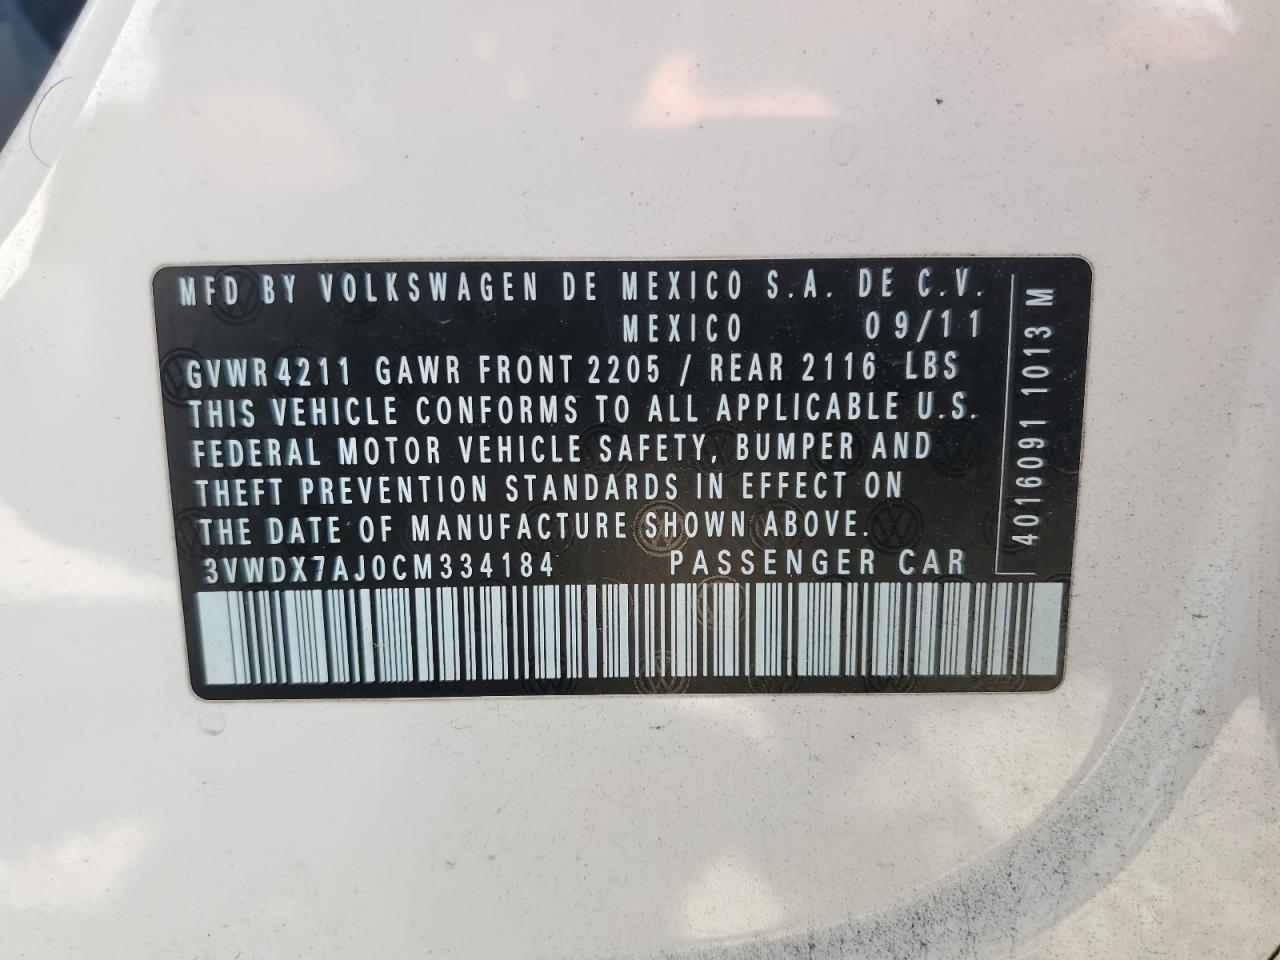 MFD BY VOLKSWAGEN DE MEXICO S.A. DE C.V.
MEXICO 09/11
GVWR 4211 GAWR FRONT 2205 / REAR 2116 LBS
THIS VEHICLE CONFORMS TO ALL APPLICABLE U.S.
FEDERAL MOTOR VEHICLE SAFETY, BUMPER AND
THEFT PREVENTION STANDARDS IN EFFECT ON
THE DATE OF MANUFACTURE SHOWN ABOVE.
3VWDX7AJ0CM334184 PASSENGER CAR
4016091 1013 M